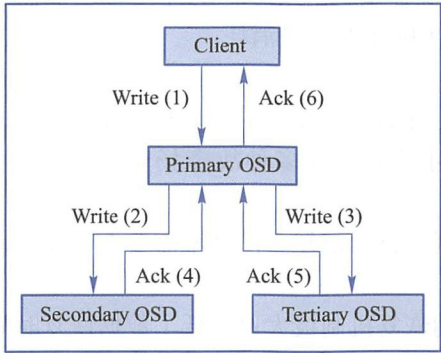 Client
Write (1)
Ack (6)
Primary OSD
Write (2)
Write (3)
Ack (4)
Ack (5)
Secondary OSD
Tertiary OSD